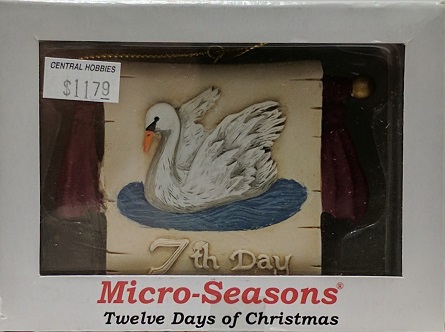 CENTRAL HOBBIES
$11.79
7th Day
Micro-Seasons®
Twelve Days of Christmas